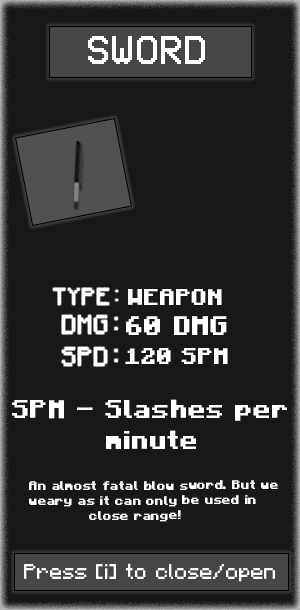 SWORD
TYPE: WEAPON
DMG: 60 DMG
SPD: 120 SPM
SPM - Slashes per
minute
An almost fatal blow sword. But we
weary as it can only be used in
close range!
Press [i] to close/open